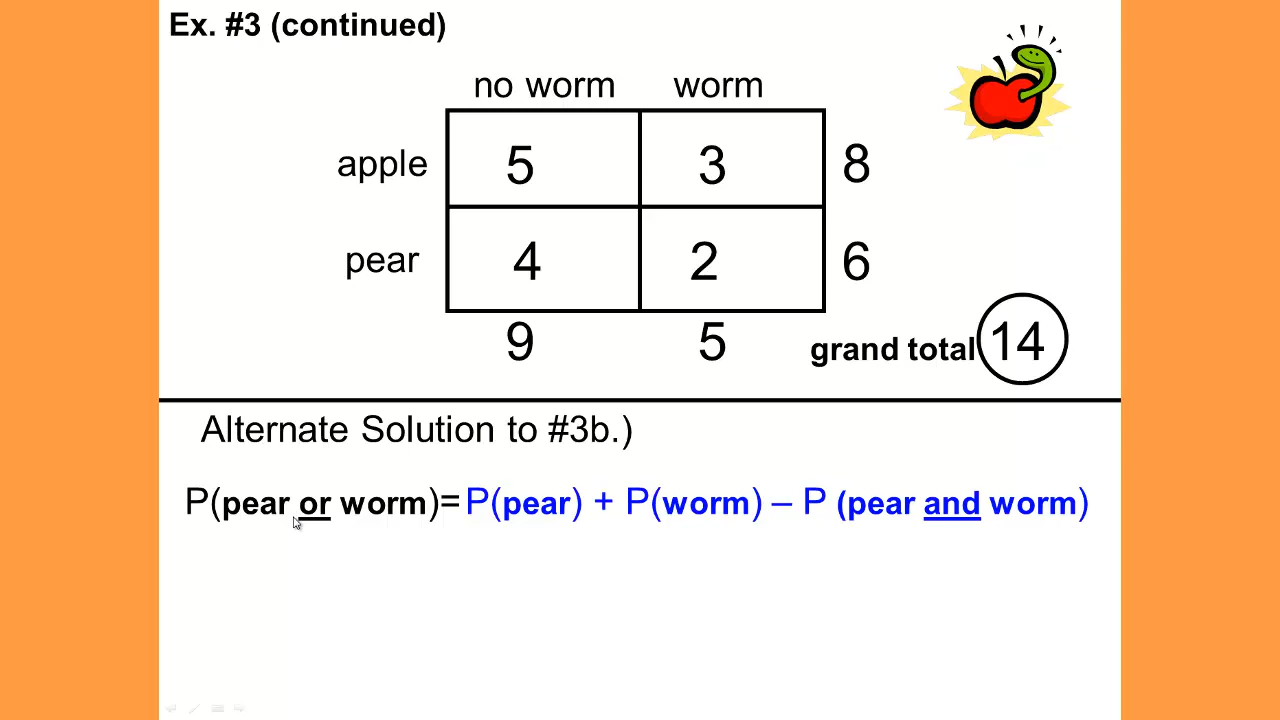 Ex. #3 (continued)
no worm worm
apple 5 3 8
pear 4 2 6
9 5 grand total 14
Alternate Solution to #3b.)
P(pear or worm)=P(pear) + P(worm) – P (pear and worm)